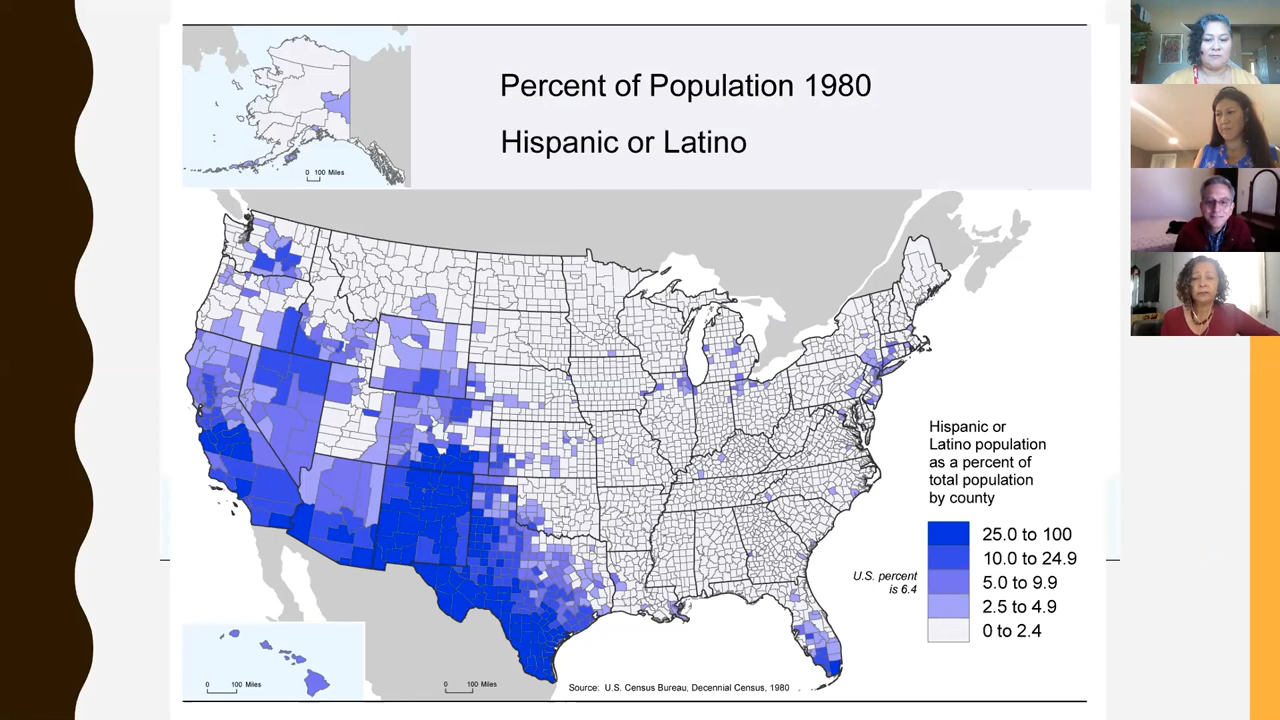 Percent of Population 1980
Hispanic or Latino
0 100 Miles
Hispanic or
Latino population
as a percent of
total population
by county
25.0 to 100
10.0 to 24.9
5.0 to 9.9
2.5 to 4.9
0 to 2.4
U.S. percent
is 6.4
0 100 Miles
0 100 Miles
Source: U.S. Census Bureau, Decennial Census, 1980